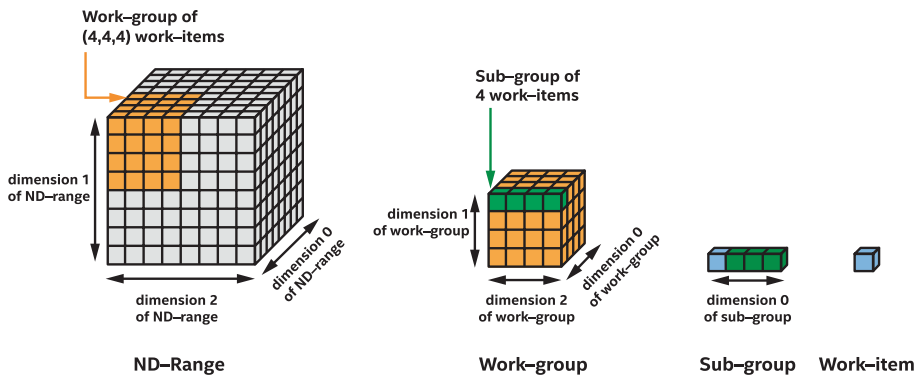 Work–group of
(4,4,4) work–items
dimension 1
of ND–range
dimension 2
of ND–range
dimension 0
of ND–range
ND–Range
Sub–group of
4 work–items
dimension 1
of work–group
dimension 2
of work–group
dimension 0
of work–group
Work–group
dimension 0
of sub–group
Sub–group
Work–item